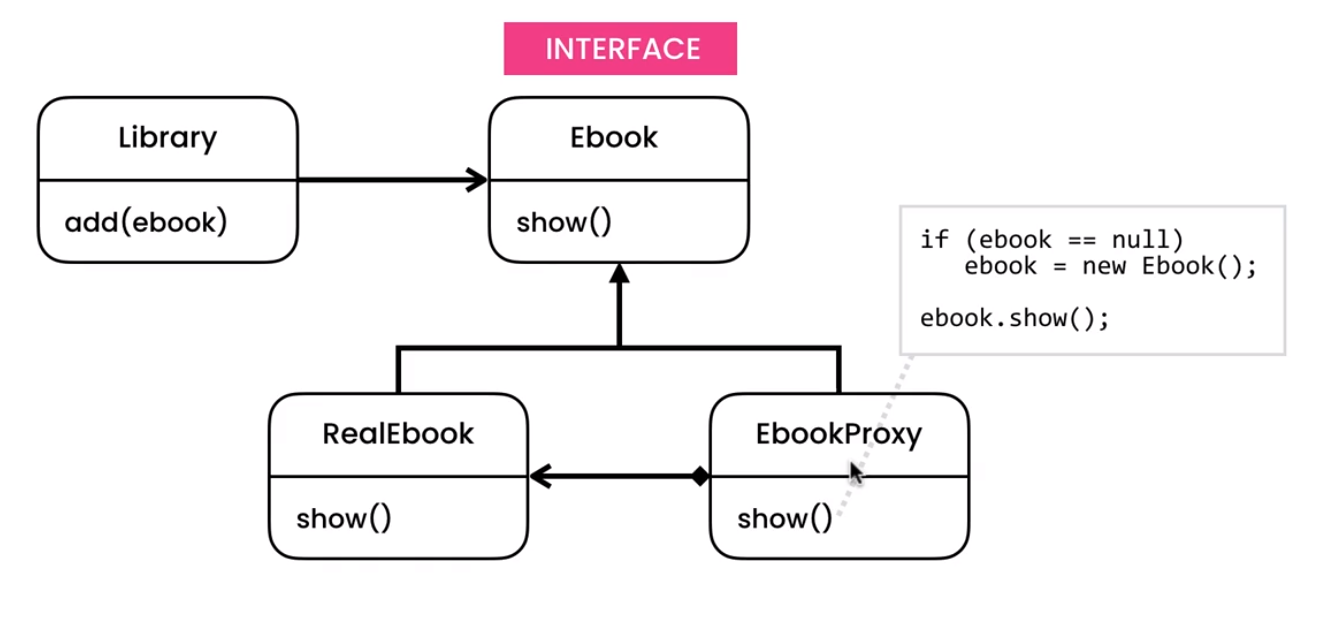 INTERFACE
Library
add(ebook)
Ebook
show()
if (ebook == null)
   ebook = new Ebook();
ebook.show();
RealEbook
show()
EbookProxy
show()